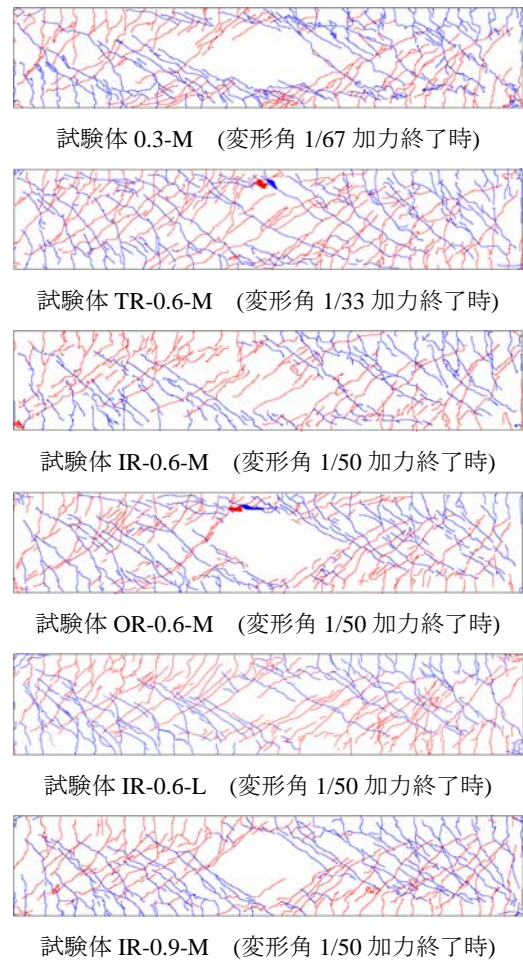 試験体 0.3-M (変形角 1/67 加力終了時)
試験体 TR-0.6-M (変形角 1/33 加力終了時)
試験体 IR-0.6-M (変形角 1/50 加力終了時)
試験体 OR-0.6-M (変形角 1/50 加力終了時)
試験体 IR-0.6-L (変形角 1/50 加力終了時)
試験体 IR-0.9-M (変形角 1/50 加力終了時)